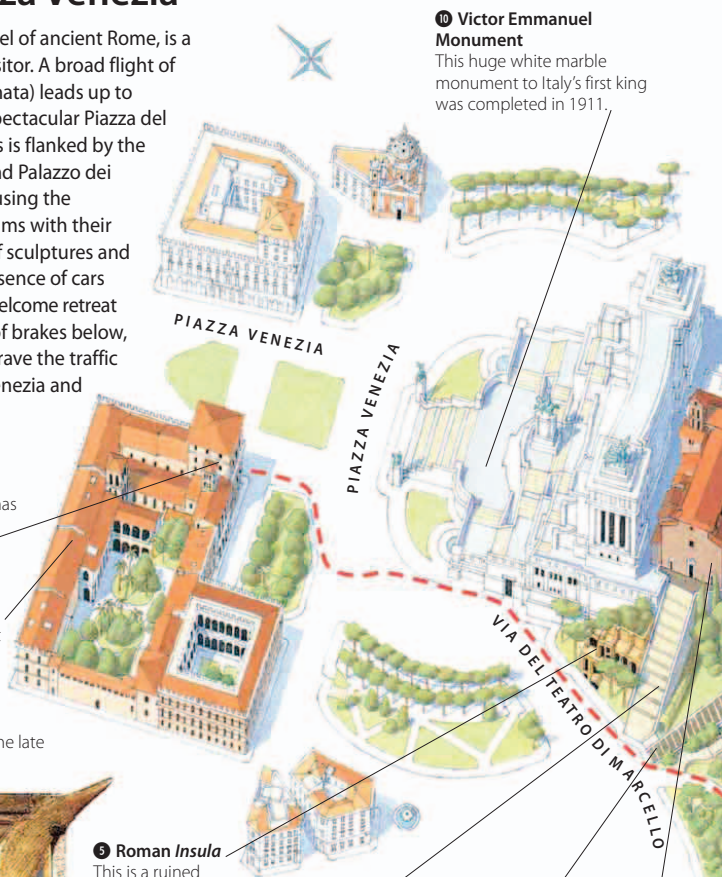 za Venezia
el of ancient Rome, is a
sitor. A broad flight of
nata) leads up to
pectacular Piazza del
s is flanked by the
nd Palazzo dei
using the
ms with their
f sculptures and
sence of cars
elcome retreat
of brakes below,
rave the traffic
enezia and
❿ Victor Emmanuel
Monument
This huge white marble
monument to Italy's first king
was completed in 1911.
PIAZZA VENEZIA
PIAZZA VENEZIA
has
he late
VIA DEL TEATRO DI MARCELLO
❺ Roman Insula
This is a ruined